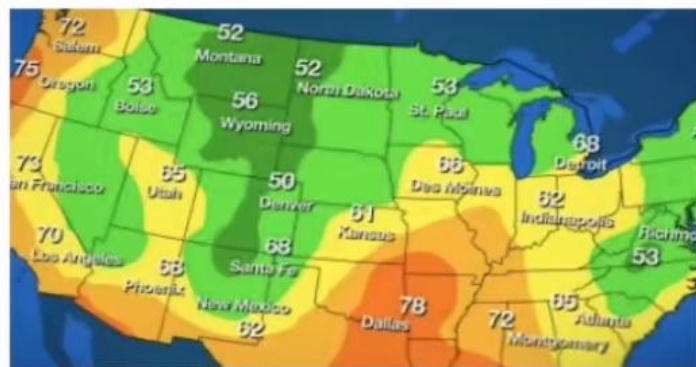 72
Salem
52
Montana
52
North Dakota
53
St. Paul
75
Oregon
53
Boise
56
Wyoming
68
Detroit
73
an Francisco
65
Utah
50
Denver
66
Des Moines
62
Indianapolis
61
Kansas
Richmo
53
70
Los Angeles
68
Phoenix
68
Santa Fe
New Mexico
62
78
Dallas
72
Montgomery
65
Atlanta